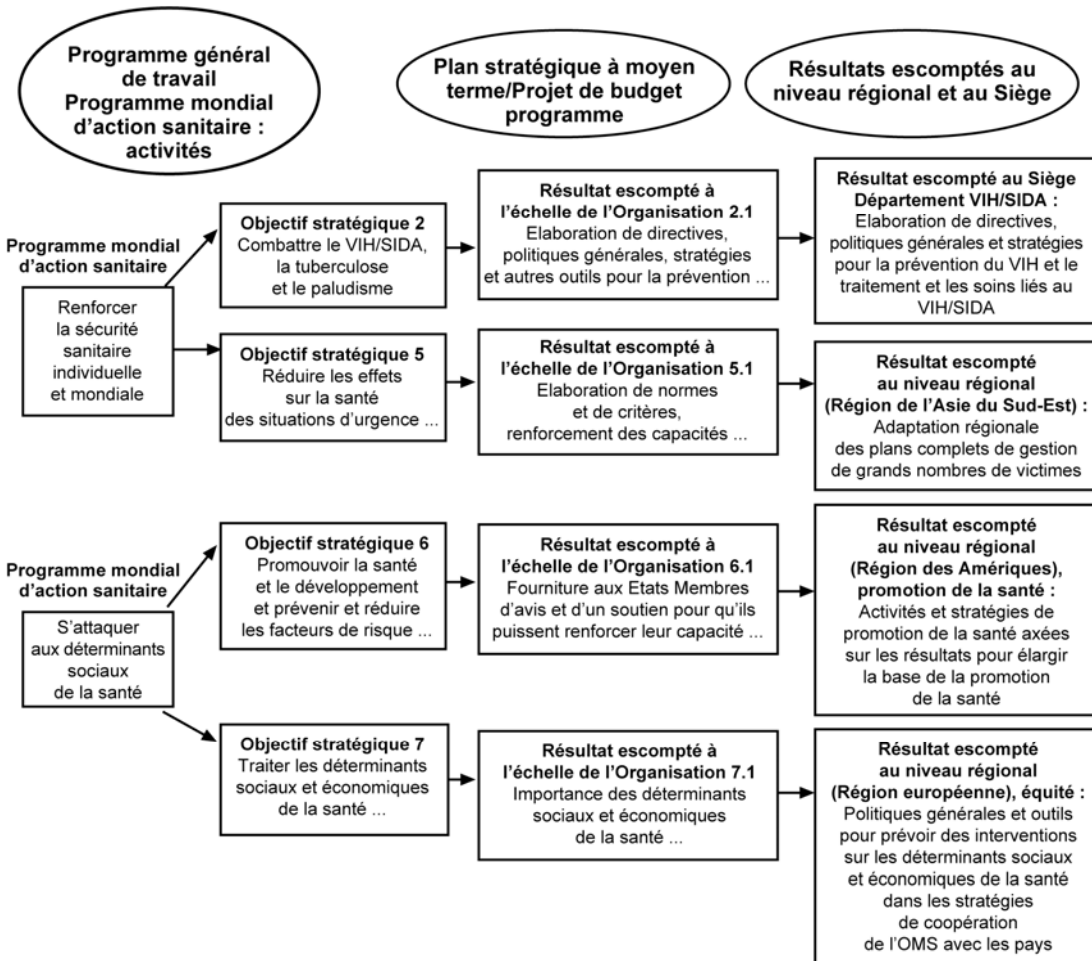 Programme général
de travail
Programme mondial
d'action sanitaire :
activités
Plan stratégique à moyen
terme/Projet de budget
programme
Résultats escomptés au
niveau régional et au Siège
Programme mondial
d'action sanitaire
Renforcer
la sécurité
sanitaire
individuelle
et mondiale
Objectif stratégique 2
Combattre le VIH/SIDA,
la tuberculose
et le paludisme
Résultat escompté à
l'échelle de l'Organisation 2.1
Elaboration de directives,
politiques générales, stratégies
et autres outils pour la prévention ...
Résultat escompté au Siège
Département VIH/SIDA :
Elaboration de directives,
politiques générales et stratégies
pour la prévention du VIH et le
traitement et les soins liés au
VIH/SIDA
Objectif stratégique 5
Réduire les effets
sur la santé
des situations d'urgence ...
Résultat escompté à
l'échelle de l'Organisation 5.1
Elaboration de normes
et de critères,
renforcement des capacités ...
Résultat escompté
au niveau régional
(Région de l'Asie du Sud-Est) :
Adaptation régionale
des plans complets de gestion
de grands nombres de victimes
Programme mondial
d'action sanitaire
S'attaquer
aux déterminants
sociaux
de la santé
Objectif stratégique 6
Promouvoir la santé
et le développement
et prévenir et réduire
les facteurs de risque ...
Résultat escompté à
l'échelle de l'Organisation 6.1
Fourniture aux Etats Membres
d'avis et d'un soutien pour qu'ils
puissent renforcer leur capacité ...
Résultat escompté
au niveau régional
(Région des Amériques),
promotion de la santé :
Activités et stratégies de
promotion de la santé axées
sur les résultats pour élargir
la base de la promotion
de la santé
Objectif stratégique 7
Traiter les déterminants
sociaux et économiques
de la santé ...
Résultat escompté à
l'échelle de l'Organisation 7.1
Importance des déterminants
sociaux et économiques
de la santé ...
Résultat escompté
au niveau régional
(Région européenne), équité :
Politiques générales et outils
pour prévoir des interventions
sur les déterminants sociaux
et économiques de la santé
dans les stratégies
de coopération
de l'OMS avec les pays